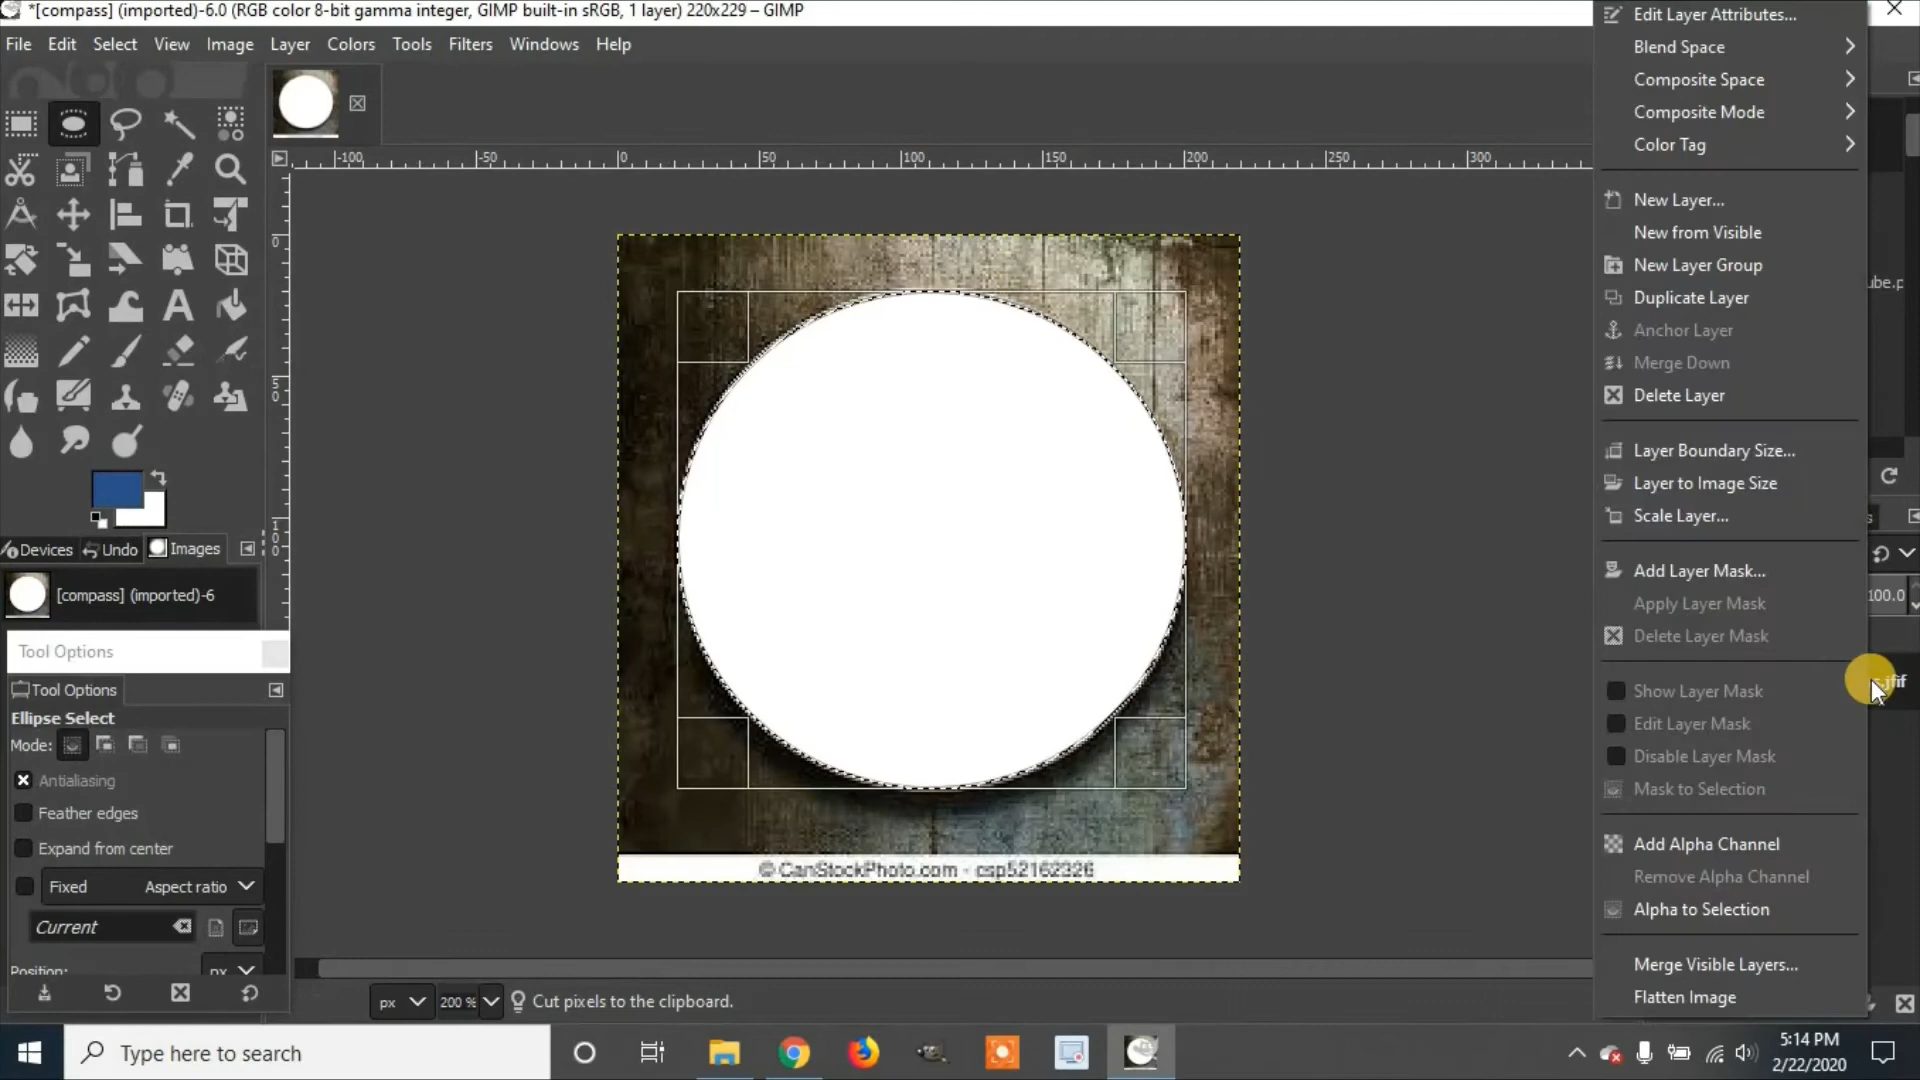 *[compass] (imported)-6.0 (RGB color 8-bit gamma integer, GIMP built-in sRGB, 1 layer) 220x229 – GIMP
File Edit Select View Image Layer Colors Tools Filters Windows Help
-100 -50 0 50 100 150 200 250 300
0
50
100
Devices Undo Images
[compass] (imported)-6
Tool Options
Tool Options
Ellipse Select
Mode:
Antialiasing
Feather edges
Expand from center
Fixed Aspect ratio
Current
Position: px
© CanStockPhoto.com - csp52162326
px 200 % Cut pixels to the clipboard.
Edit Layer Attributes...
Blend Space
Composite Space
Composite Mode
Color Tag
New Layer...
New from Visible
New Layer Group
Duplicate Layer
Anchor Layer
Merge Down
Delete Layer
Layer Boundary Size...
Layer to Image Size
Scale Layer...
Add Layer Mask...
Apply Layer Mask
Delete Layer Mask
Show Layer Mask
Edit Layer Mask
Disable Layer Mask
Mask to Selection
Add Alpha Channel
Remove Alpha Channel
Alpha to Selection
Merge Visible Layers...
Flatten Image
ube.p
100.0
s.jfif
Type here to search
5:14 PM
2/22/2020